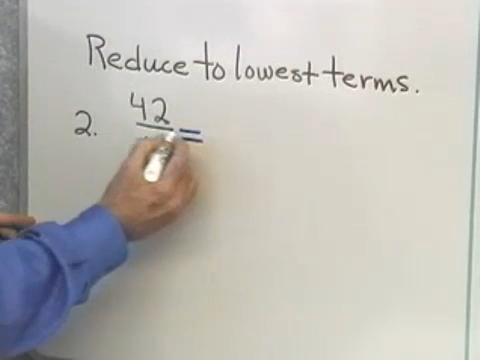 Reduce to lowest terms.
2. 42 =